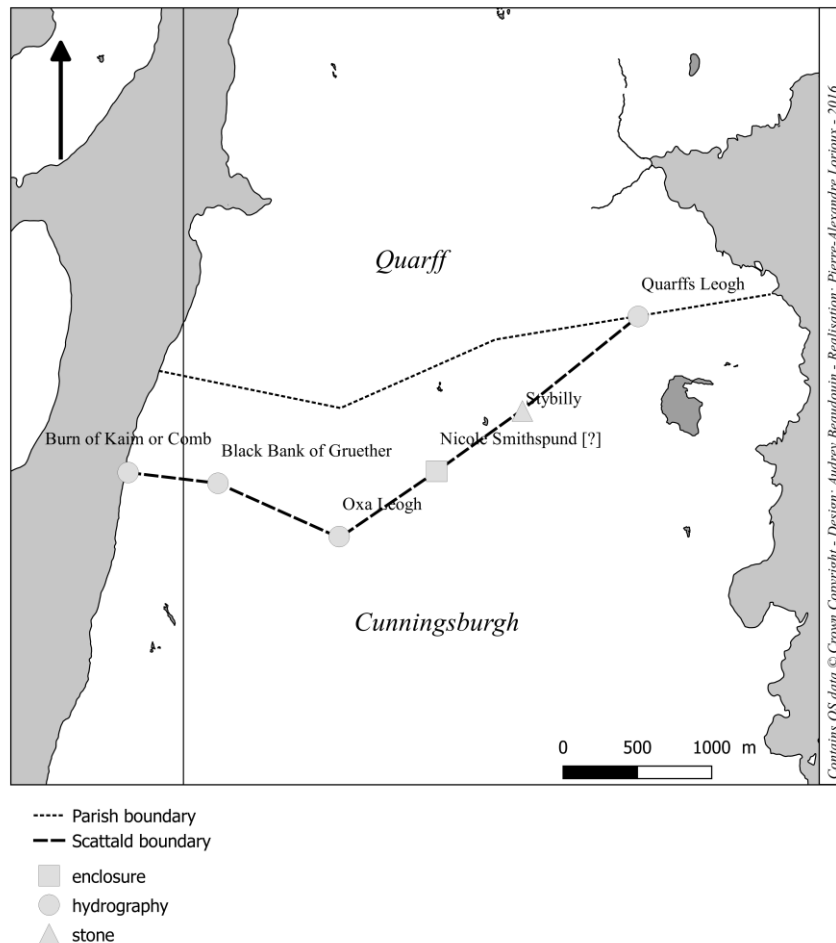 Quarff
Quarffs Leogh
Stybilly
Burn of Kaim or Comb
Black Bank of Gruether
Nicole Smithspund [?]
Oxa Leogh
Cunningsburgh
0 500 1000 m
Contains OS data © Crown Copyright - Design: Audrey Beaudoin - Realisation: Pierre-Alexandre Lorioux - 2016
Parish boundary
Scattald boundary
enclosure
hydrography
stone